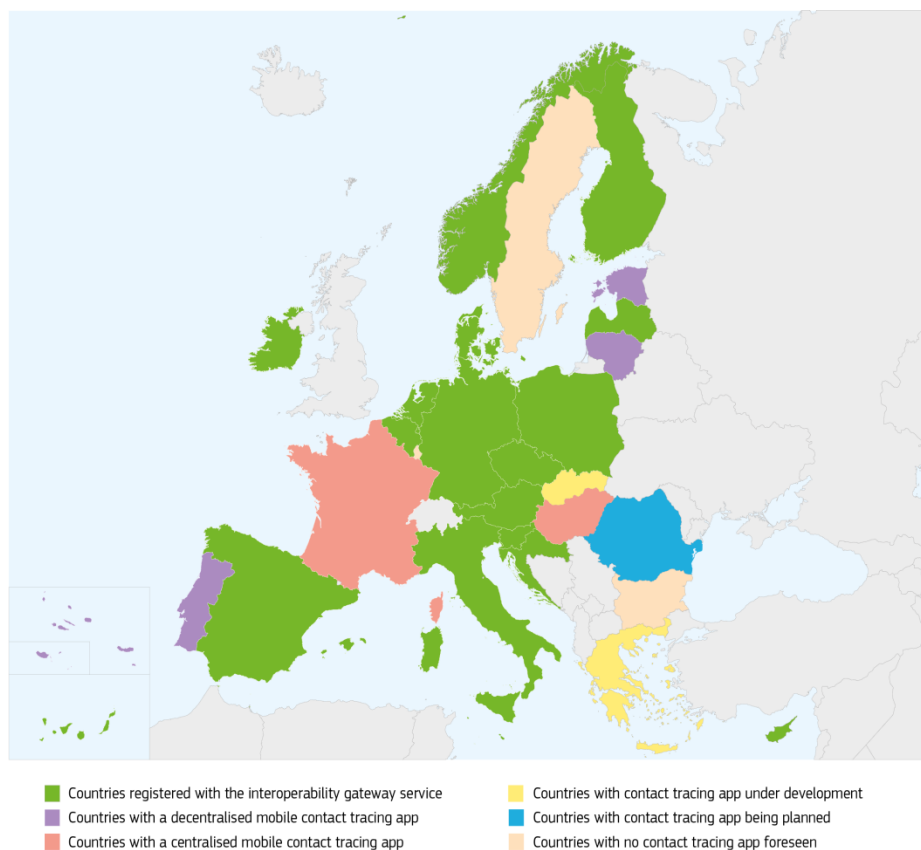 Countries registered with the interoperability gateway service
Countries with a decentralised mobile contact tracing app
Countries with a centralised mobile contact tracing app
Countries with contact tracing app under development
Countries with contact tracing app being planned
Countries with no contact tracing app foreseen